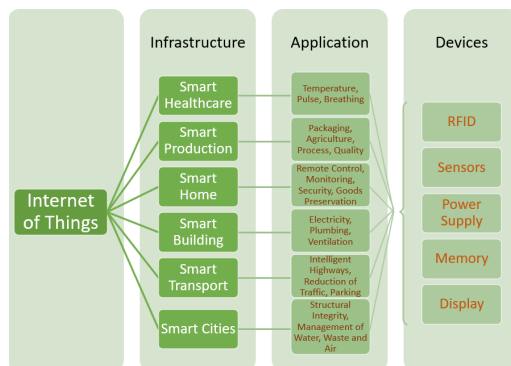 Infrastructure
Application
Devices
Internet
of Things
Smart
Healthcare
Smart
Production
Smart
Home
Smart
Building
Smart
Transport
Smart Cities
Temperature,
Pulse, Breathing
Packaging,
Agriculture,
Process, Quality
Remote Control,
Monitoring,
Security, Goods
Preservation
Electricity,
Plumbing,
Ventilation
Intelligent
Highways,
Reduction of
Traffic, Parking
Structural
Integrity,
Management of
Water, Waste and
Air
RFID
Sensors
Power
Supply
Memory
Display